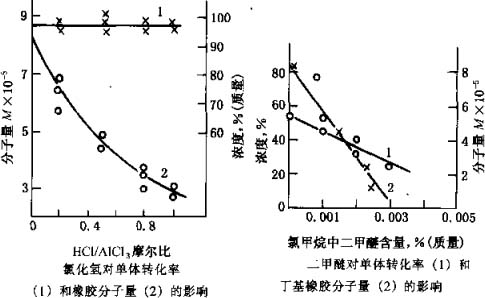 分子量 M×10⁻⁵
9
7
5
3
1
2
100
90
80
70
60
浓度,%(质量)
0 0.4 0.8
HCl/AlCl₃摩尔比
氯化氢对单体转化率
(1)和橡胶分子量(2)的影响
浓度,%
80
60
40
20
0
1
2
8
6
4
2
分子量 M×10⁻⁵
0.001 0.003 0.005
氯甲烷中二甲醚含量,%(质量)
二甲醚对单体转化率(1)和
丁基橡胶分子量(2)的影响